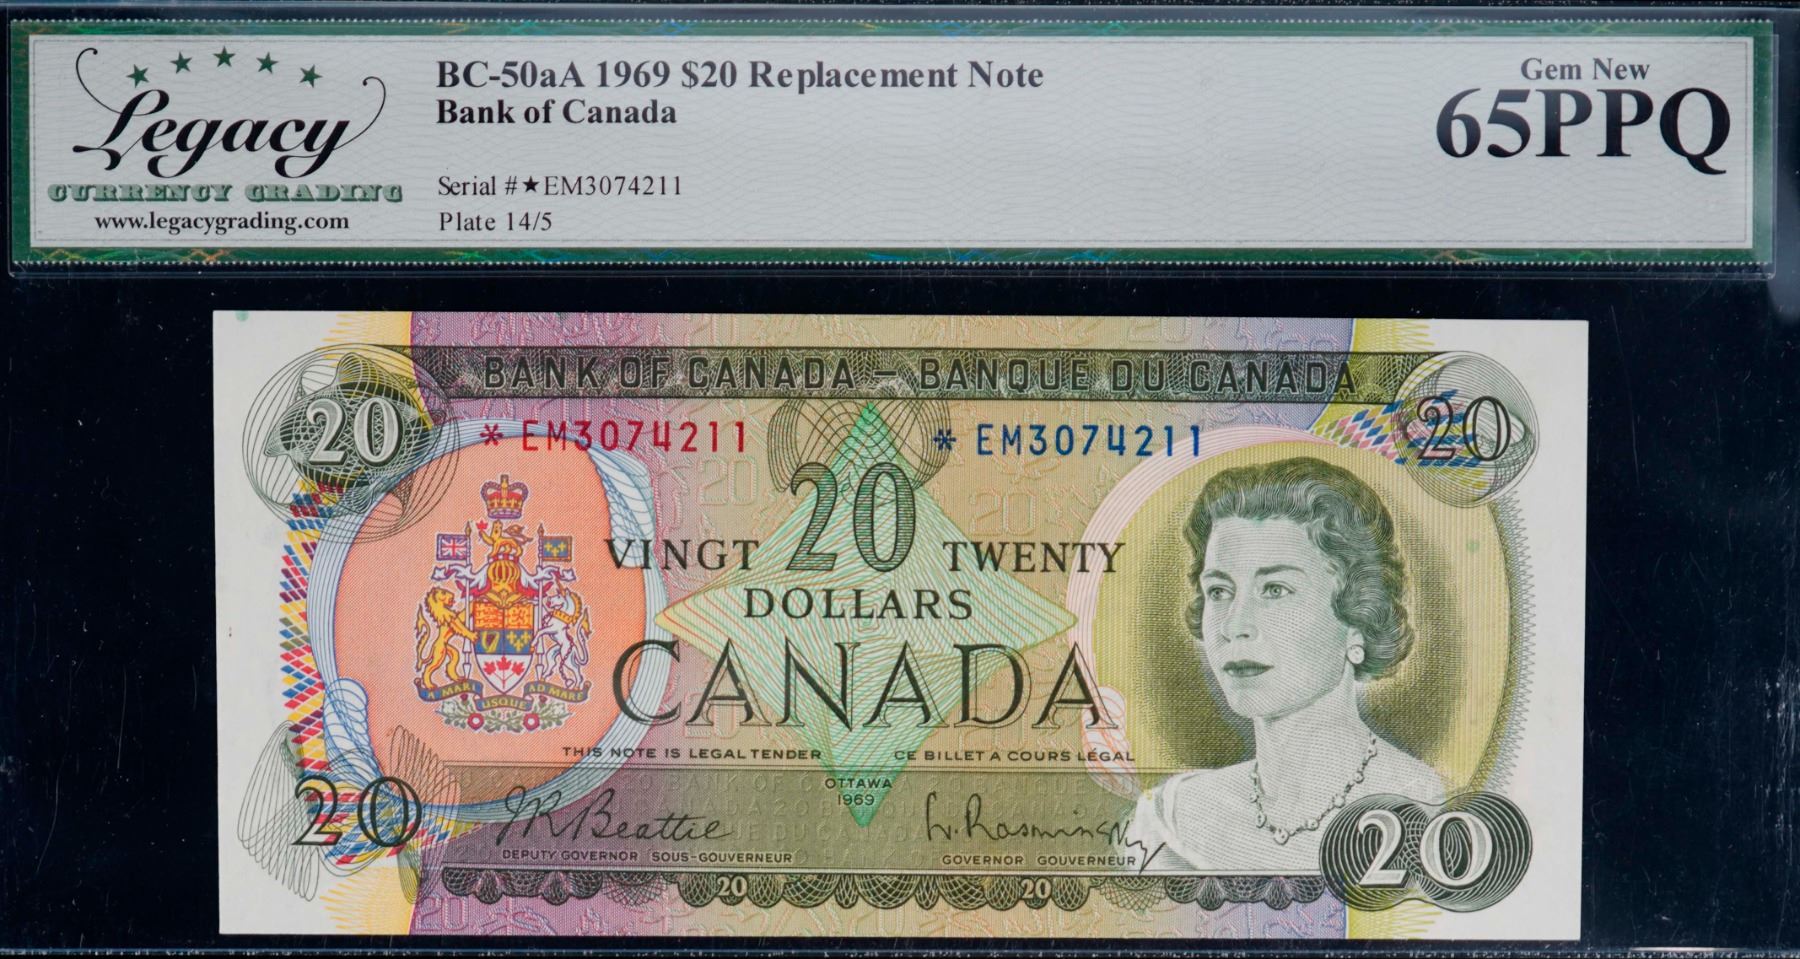 Legacy
CURRENCY GRADING
www.legacygrading.com
BC-50aA 1969 $20 Replacement Note
Bank of Canada
Serial #★EM3074211
Plate 14/5
Gem New
65PPQ
BANK OF CANADA – BANQUE DU CANADA
20 20
* EM3074211 * EM3074211
20
VINGT TWENTY
DOLLARS
CANADA
A MARI USQUE AD MARE
THIS NOTE IS LEGAL TENDER CE BILLET A COURS LÉGAL
OTTAWA
1969
20 J.R. Beattie L. Rasminsky 20
DEPUTY GOVERNOR SOUS-GOUVERNEUR GOVERNOR GOUVERNEUR
20 20